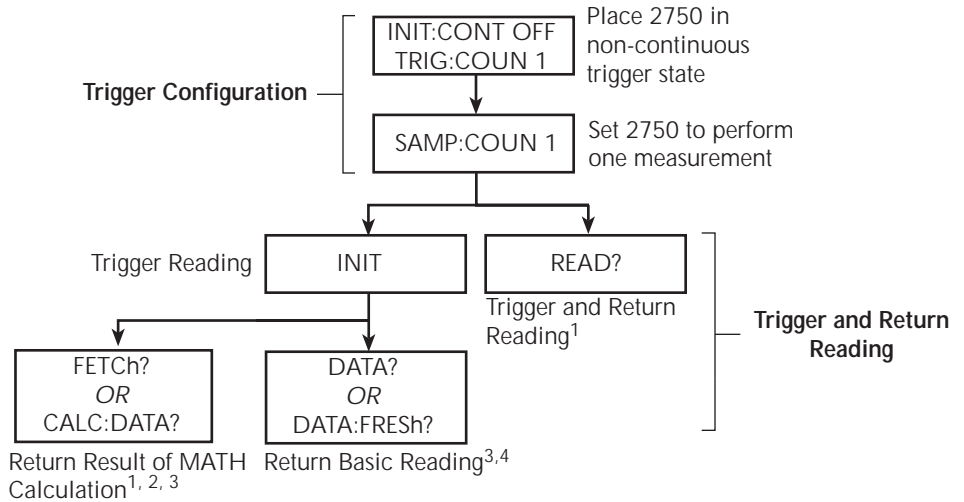 INIT:CONT OFF
TRIG:COUN 1
Place 2750 in
non-continuous
trigger state
Trigger Configuration
SAMP:COUN 1
Set 2750 to perform
one measurement
Trigger Reading
INIT
READ?
Trigger and Return
Reading1
Trigger and Return
Reading
FETCh?
OR
CALC:DATA?
DATA?
OR
DATA:FRESh?
Return Result of MATH
Calculation1, 2, 3
Return Basic Reading3,4